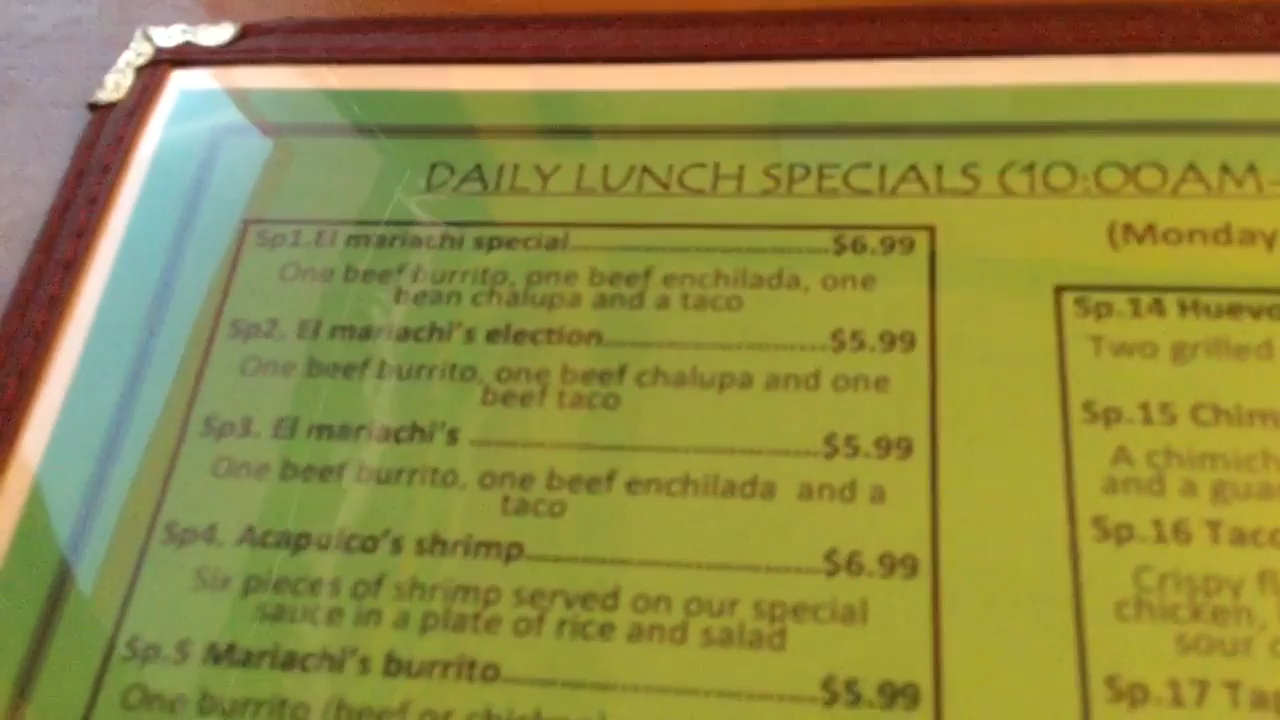 DAILY LUNCH SPECIALS (10:00AM-
Sp1.El mariachi special..........$6.99
One beef burrito, one beef enchilada, one
bean chalupa and a taco
Sp2. El mariachi's election..........$5.99
One beef burrito, one beef chalupa and one
beef taco
Sp3. El mariachi's ..........$5.99
One beef burrito, one beef enchilada and a
taco
Sp4. Acapulco's shrimp..........$6.99
Six pieces of shrimp served on our special
sauce in a plate of rice and salad
Sp.5 Mariachi's burrito..........$5.99
One burrito (beef or chicken)
(Monday
Sp.14 Huevo
Two grilled
Sp.15 Chim
A chimich
and a gua
Sp.16 Taco
Crispy fl
chicken,
sour
Sp.17 Ta